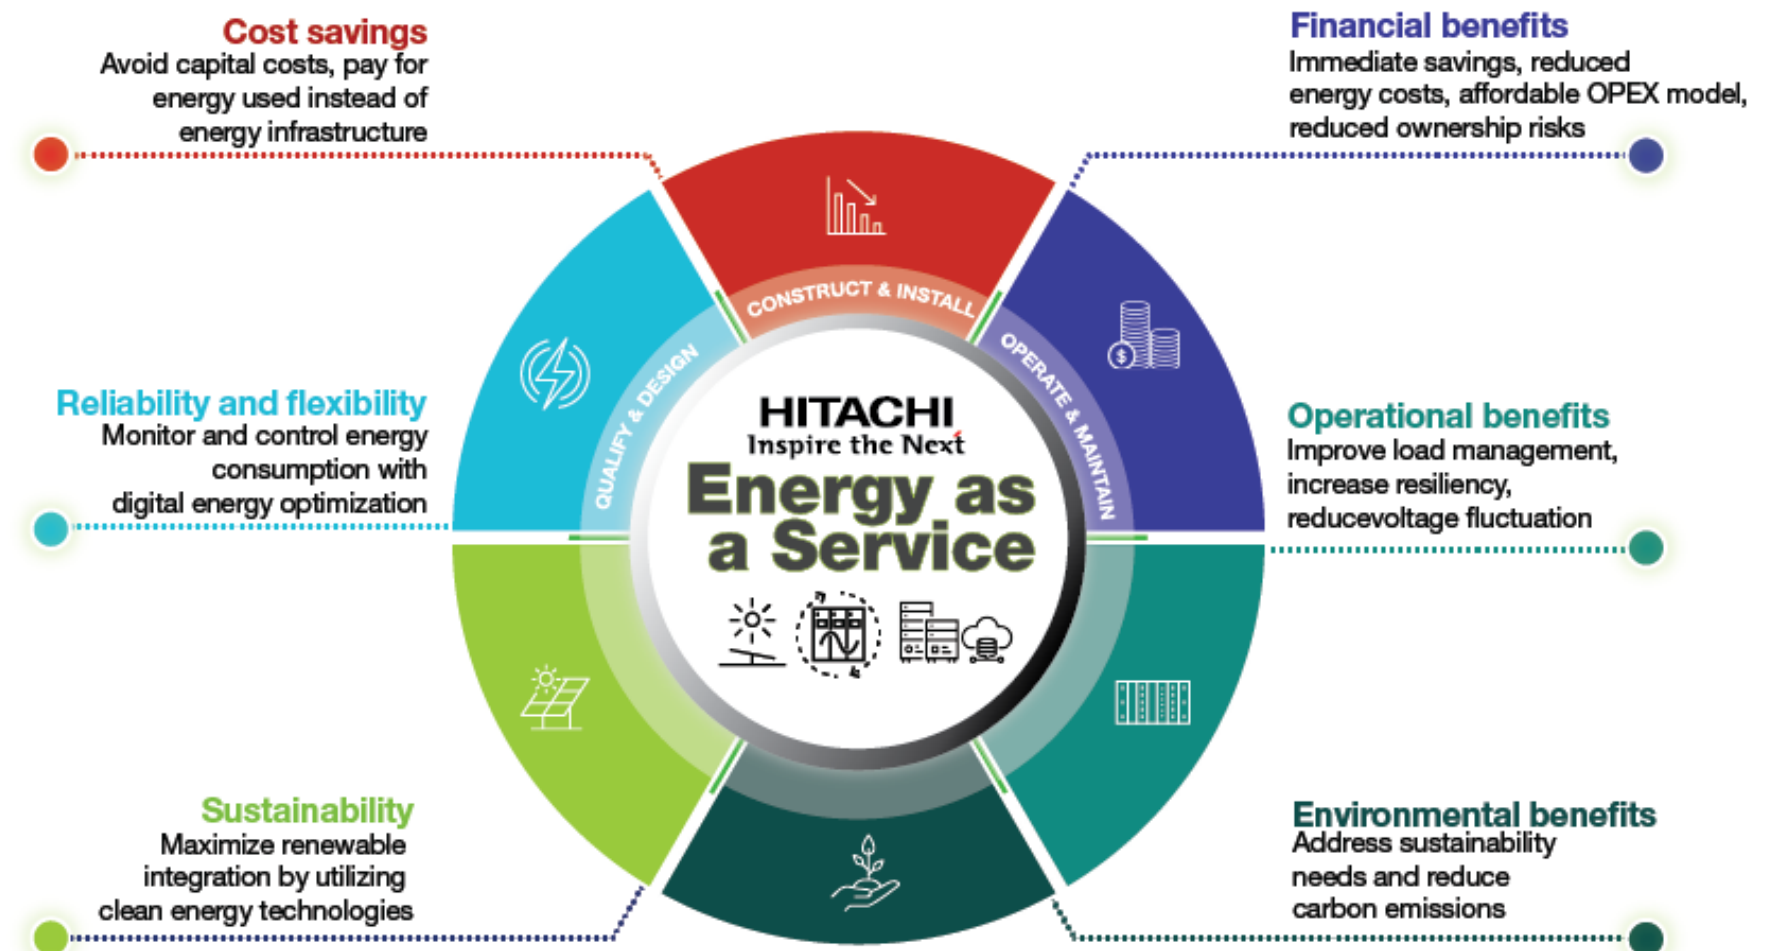 Cost savings
Avoid capital costs, pay for
energy used instead of
energy infrastructure
Financial benefits
Immediate savings, reduced
energy costs, affordable OPEX model,
reduced ownership risks
Reliability and flexibility
Monitor and control energy
consumption with
digital energy optimization
Operational benefits
Improve load management,
increase resiliency,
reducevoltage fluctuation
Sustainability
Maximize renewable
integration by utilizing
clean energy technologies
Environmental benefits
Address sustainability
needs and reduce
carbon emissions
QUALIFY & DESIGN
CONSTRUCT & INSTALL
OPERATE & MAINTAIN
HITACHI
Inspire the Next
Energy as
a Service
$